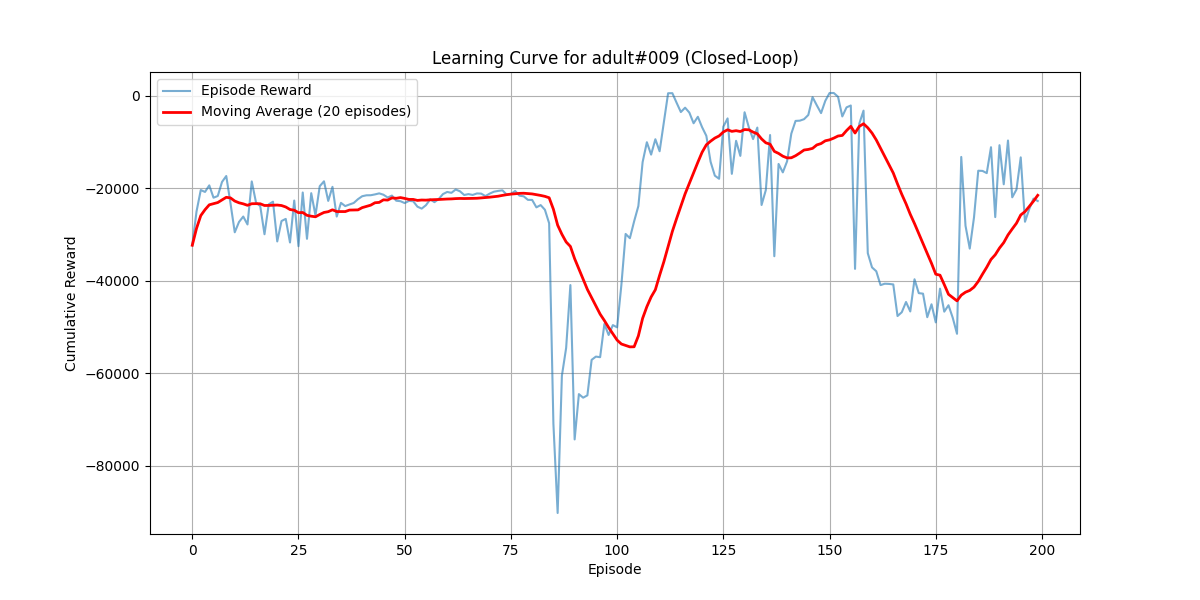 Learning Curve for adult#009 (Closed-Loop)
Episode Reward
Moving Average (20 episodes)
Cumulative Reward
0
−20000
−40000
−60000
−80000
0 25 50 75 100 125 150 175 200
Episode